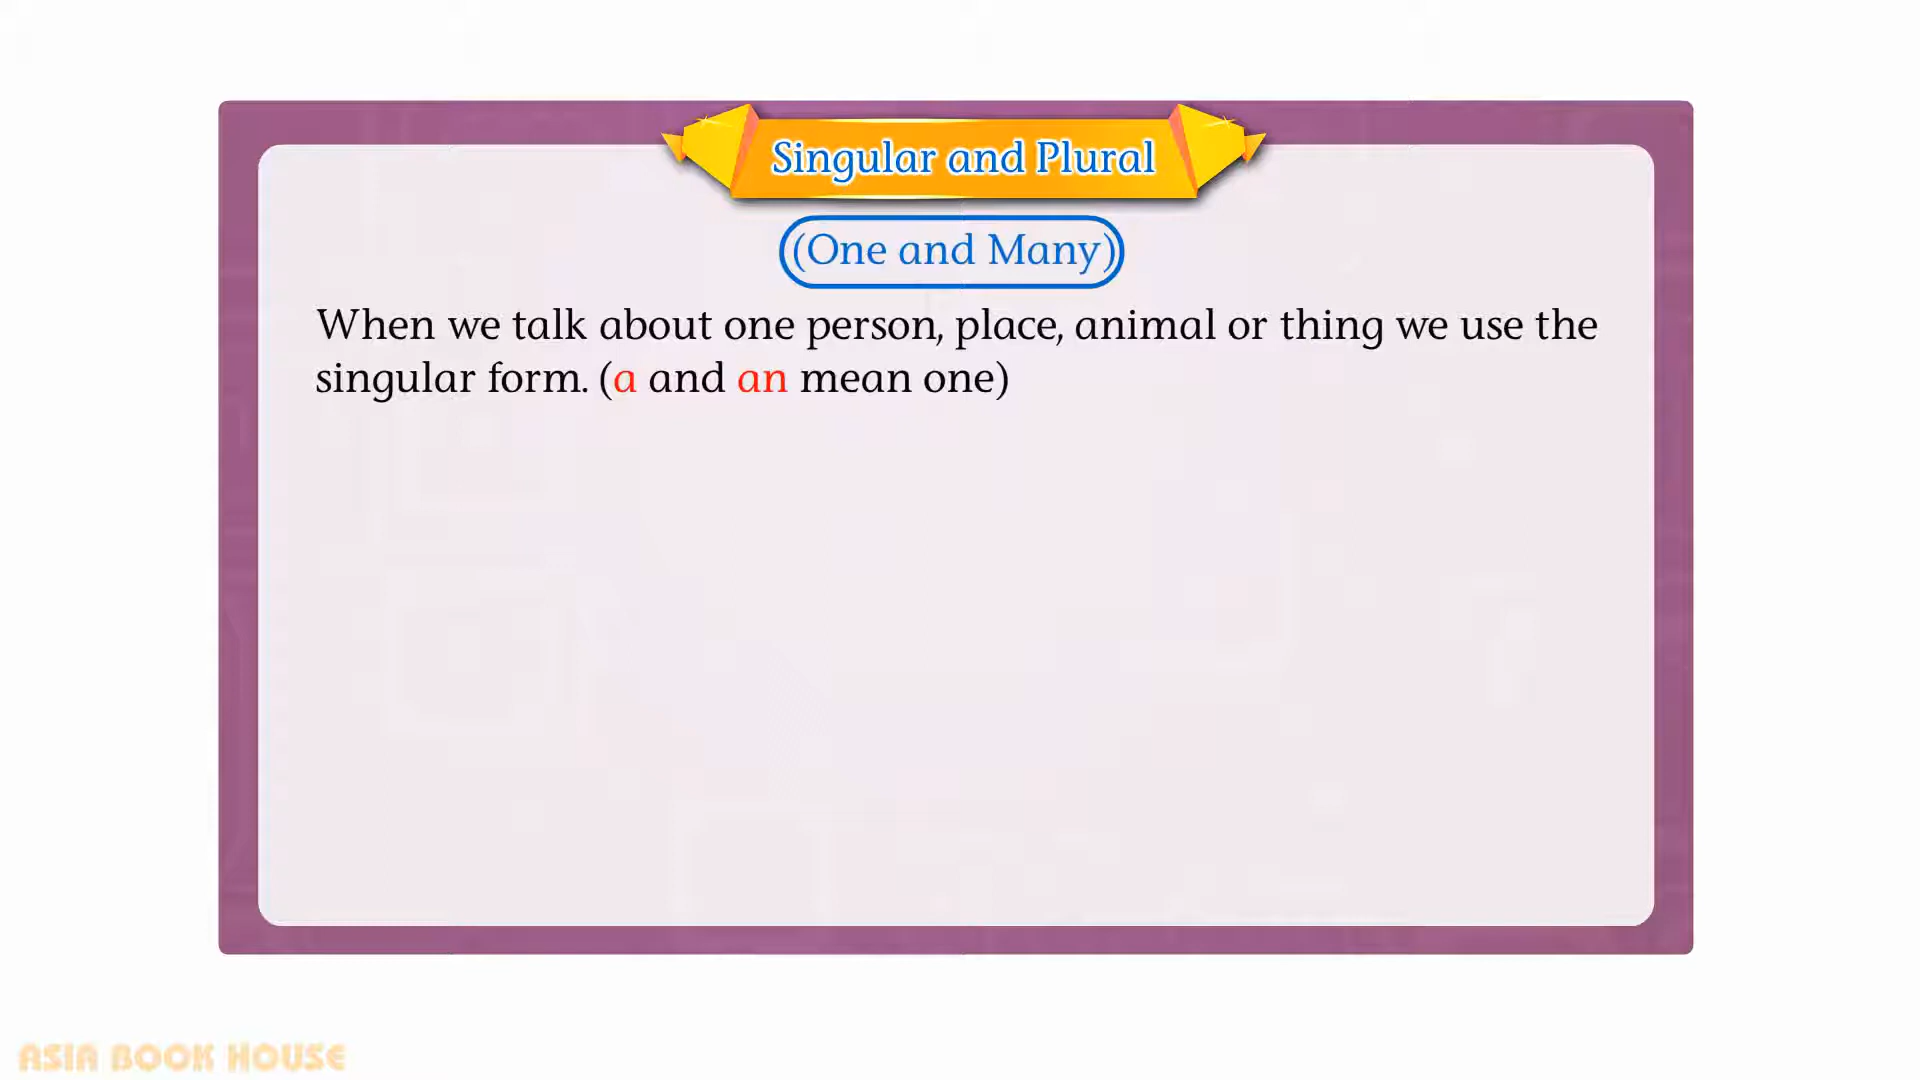 Singular and Plural
(One and Many)
When we talk about one person, place, animal or thing we use the
singular form. (a and an mean one)
ASIA BOOK HOUSE